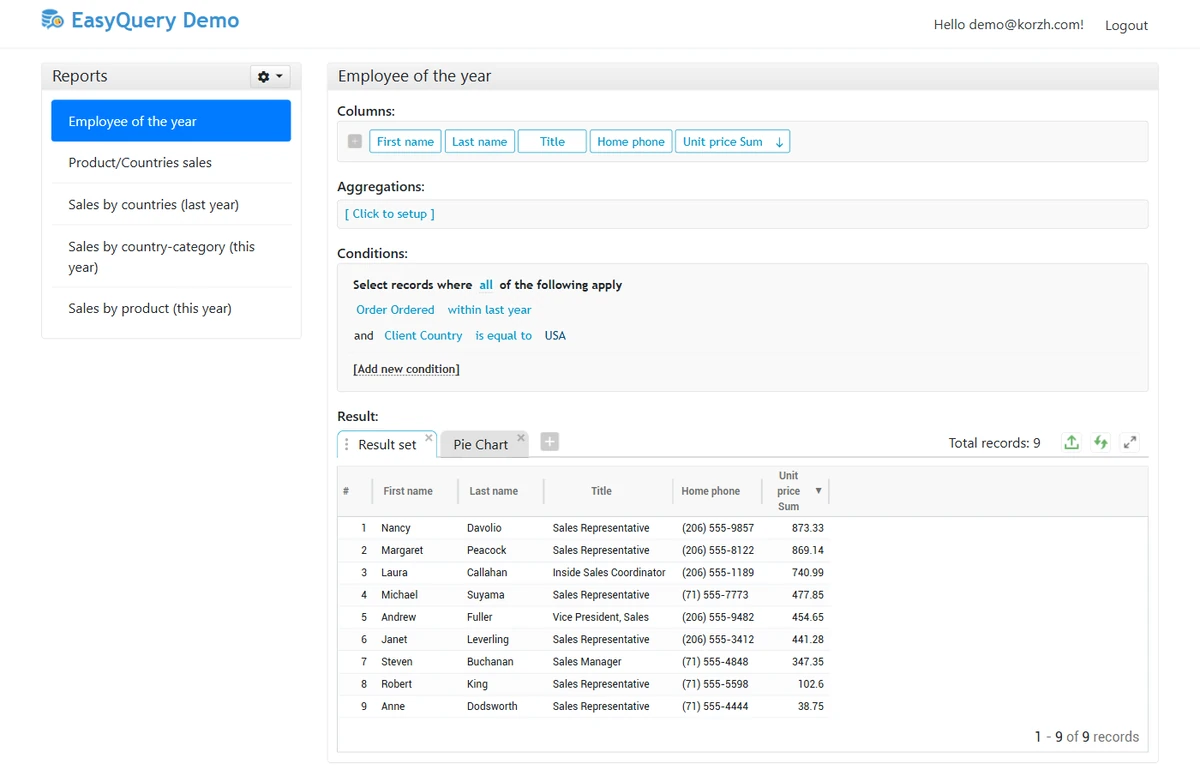 EasyQuery Demo
Hello demo@korzh.com! Logout
Reports
Employee of the year
Product/Countries sales
Sales by countries (last year)
Sales by country-category (this
year)
Sales by product (this year)
Employee of the year
Columns:
First name Last name Title Home phone Unit price Sum ↓
Aggregations:
[ Click to setup ]
Conditions:
Select records where all of the following apply
Order Ordered within last year
and Client Country is equal to USA
[Add new condition]
Result:
Result set Pie Chart Total records: 9
# First name Last name Title Home phone Unit price Sum ▼
1 Nancy Davolio Sales Representative (206) 555-9857 873.33
2 Margaret Peacock Sales Representative (206) 555-8122 869.14
3 Laura Callahan Inside Sales Coordinator (206) 555-1189 740.99
4 Michael Suyama Sales Representative (71) 555-7773 477.85
5 Andrew Fuller Vice President, Sales (206) 555-9482 454.65
6 Janet Leverling Sales Representative (206) 555-3412 441.28
7 Steven Buchanan Sales Manager (71) 555-4848 347.35
8 Robert King Sales Representative (71) 555-5598 102.6
9 Anne Dodsworth Sales Representative (71) 555-4444 38.75
1 - 9 of 9 records